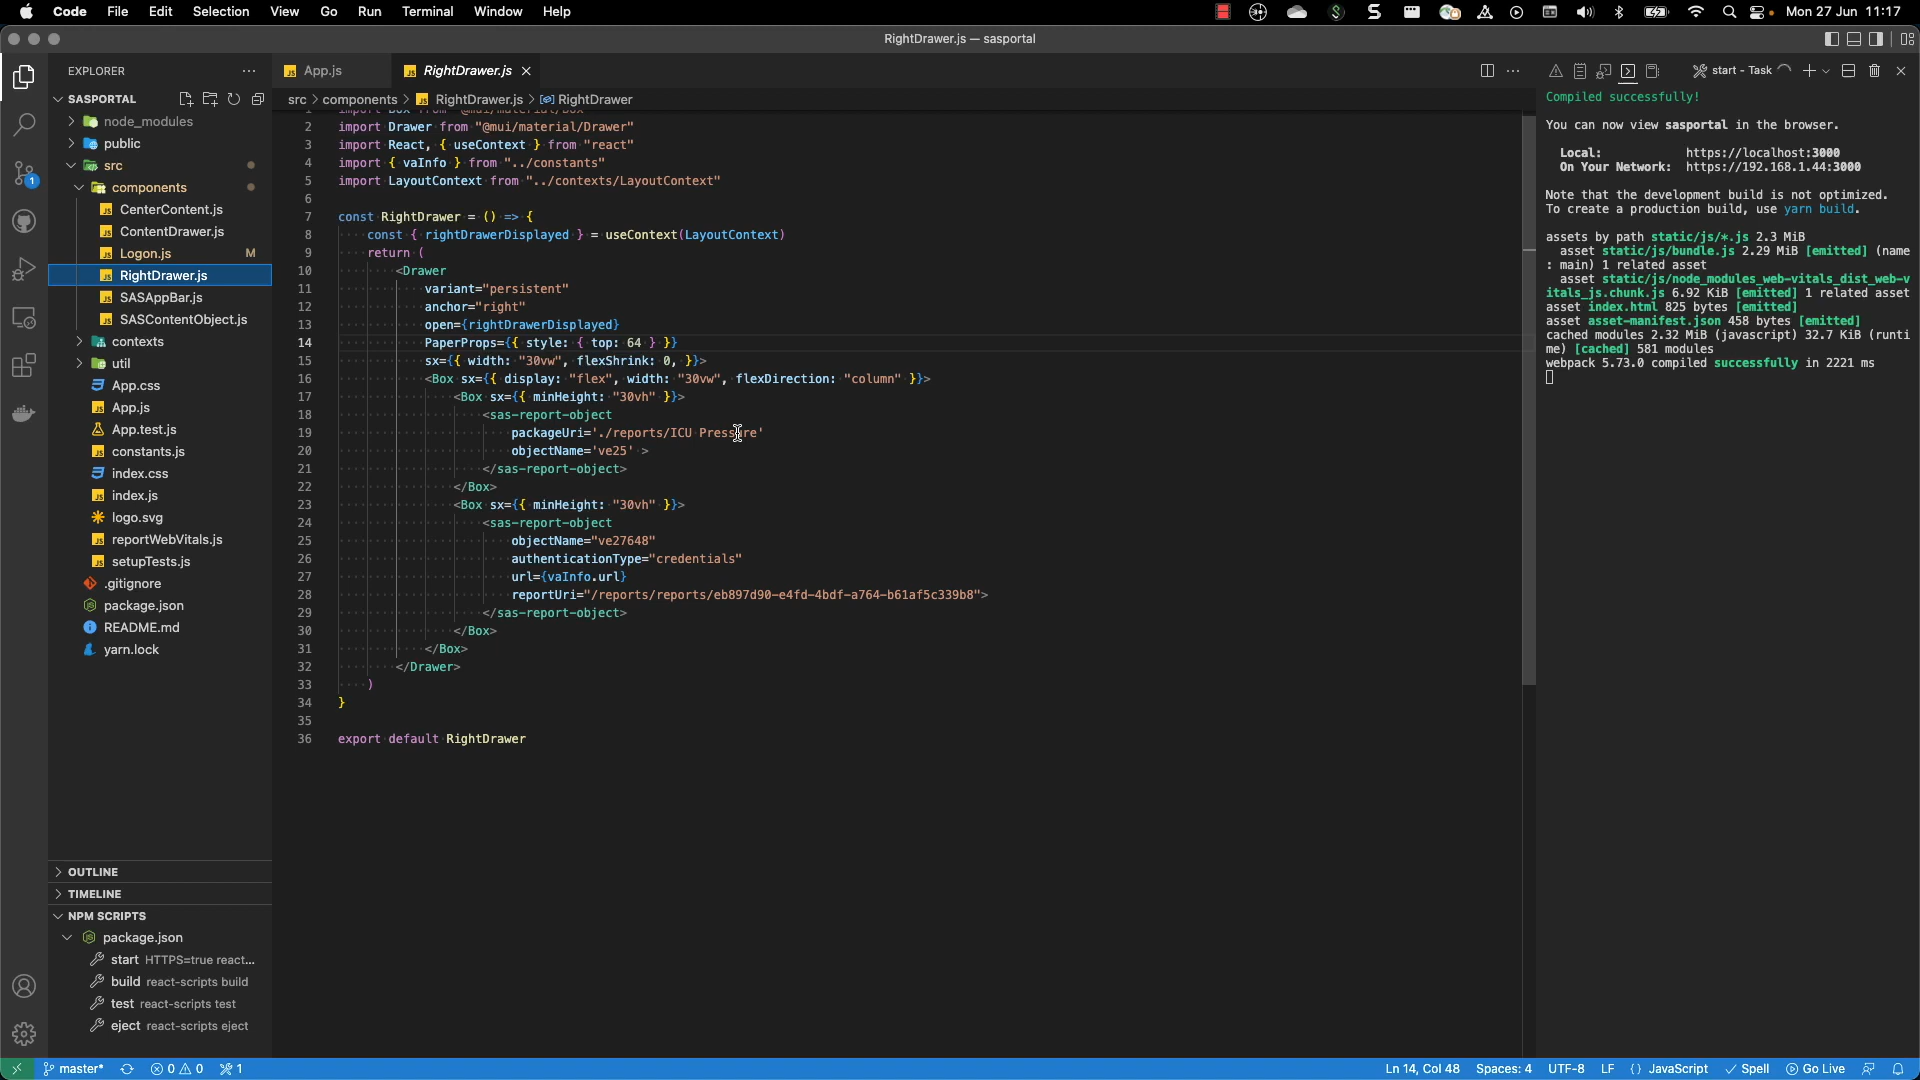 Code File Edit Selection View Go Run Terminal Window Help
Mon 27 Jun 11:17
RightDrawer.js — sasportal
EXPLORER
SASPORTAL
node_modules
public
src
components
CenterContent.js
ContentDrawer.js
Logon.js M
RightDrawer.js
SASAppBar.js
SASContentObject.js
contexts
util
App.css
App.js
App.test.js
constants.js
index.css
index.js
logo.svg
reportWebVitals.js
setupTests.js
.gitignore
package.json
README.md
yarn.lock
OUTLINE
TIMELINE
NPM SCRIPTS
package.json
start HTTPS=true react...
build react-scripts build
test react-scripts test
eject react-scripts eject
App.js
RightDrawer.js
src > components > RightDrawer.js > RightDrawer
1 import Box from "@mui/material/Box"
2 import Drawer from "@mui/material/Drawer"
3 import React, { useContext } from "react"
4 import { vaInfo } from "../constants"
5 import LayoutContext from "../contexts/LayoutContext"
6
7 const RightDrawer = () => {
8 const { rightDrawerDisplayed } = useContext(LayoutContext)
9 return (
10 <Drawer
11 variant="persistent"
12 anchor="right"
13 open={rightDrawerDisplayed}
14 PaperProps={{ style: { top: 64 } }}
15 sx={{ width: "30vw", flexShrink: 0, }}>
16 <Box sx={{ display: "flex", width: "30vw", flexDirection: "column" }}>
17 <Box sx={{ minHeight: "30vh" }}>
18 <sas-report-object
19 packageUri='./reports/ICU Pressure'
20 objectName='ve25' >
21 </sas-report-object>
22 </Box>
23 <Box sx={{ minHeight: "30vh" }}>
24 <sas-report-object
25 objectName="ve27648"
26 authenticationType="credentials"
27 url={vaInfo.url}
28 reportUri="/reports/reports/eb897d90-e4fd-4bdf-a764-b61af5c339b8">
29 </sas-report-object>
30 </Box>
31 </Box>
32 </Drawer>
33 )
34 }
35
36 export default RightDrawer
start - Task
Compiled successfully!
You can now view sasportal in the browser.
Local: https://localhost:3000
On Your Network: https://192.168.1.44:3000
Note that the development build is not optimized.
To create a production build, use yarn build.
assets by path static/js/*.js 2.3 MiB
asset static/js/bundle.js 2.29 MiB [emitted] (name
: main) 1 related asset
asset static/js/node_modules_web-vitals_dist_web-v
itals_js.chunk.js 6.92 KiB [emitted] 1 related asset
asset index.html 825 bytes [emitted]
asset asset-manifest.json 458 bytes [emitted]
cached modules 2.32 MiB (javascript) 32.7 KiB (runti
me) [cached] 581 modules
webpack 5.73.0 compiled successfully in 2221 ms
master* 0 0 1
Ln 14, Col 48 Spaces: 4 UTF-8 LF {} JavaScript Spell Go Live